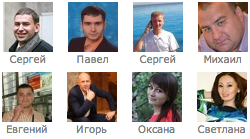 Сергей Павел Сергей Михаил
Евгений Игорь Оксана Светлана